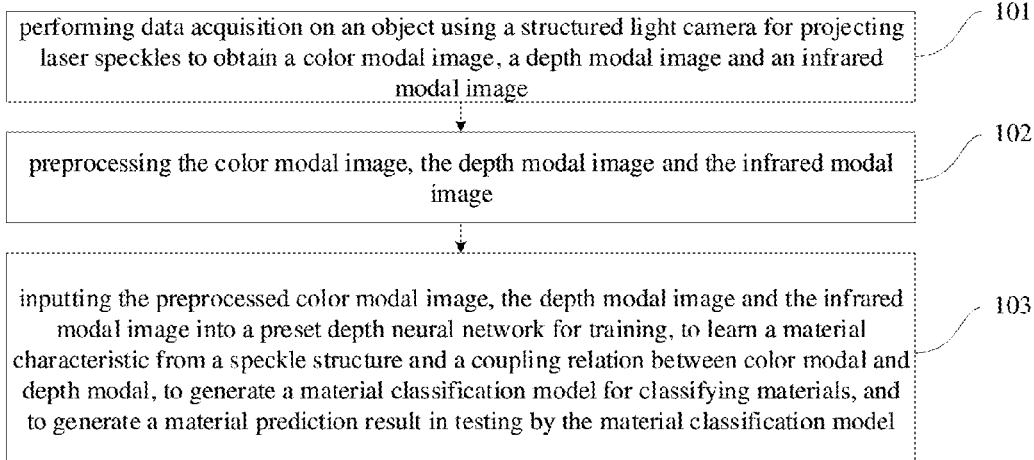 101
performing data acquisition on an object using a structured light camera for projecting
laser speckles to obtain a color modal image, a depth modal image and an infrared
modal image
102
preprocessing the color modal image, the depth modal image and the infrared modal
image
103
inputting the preprocessed color modal image, the depth modal image and the infrared
modal image into a preset depth neural network for training, to learn a material
characteristic from a speckle structure and a coupling relation between color modal and
depth modal, to generate a material classification model for classifying materials, and
to generate a material prediction result in testing by the material classification model